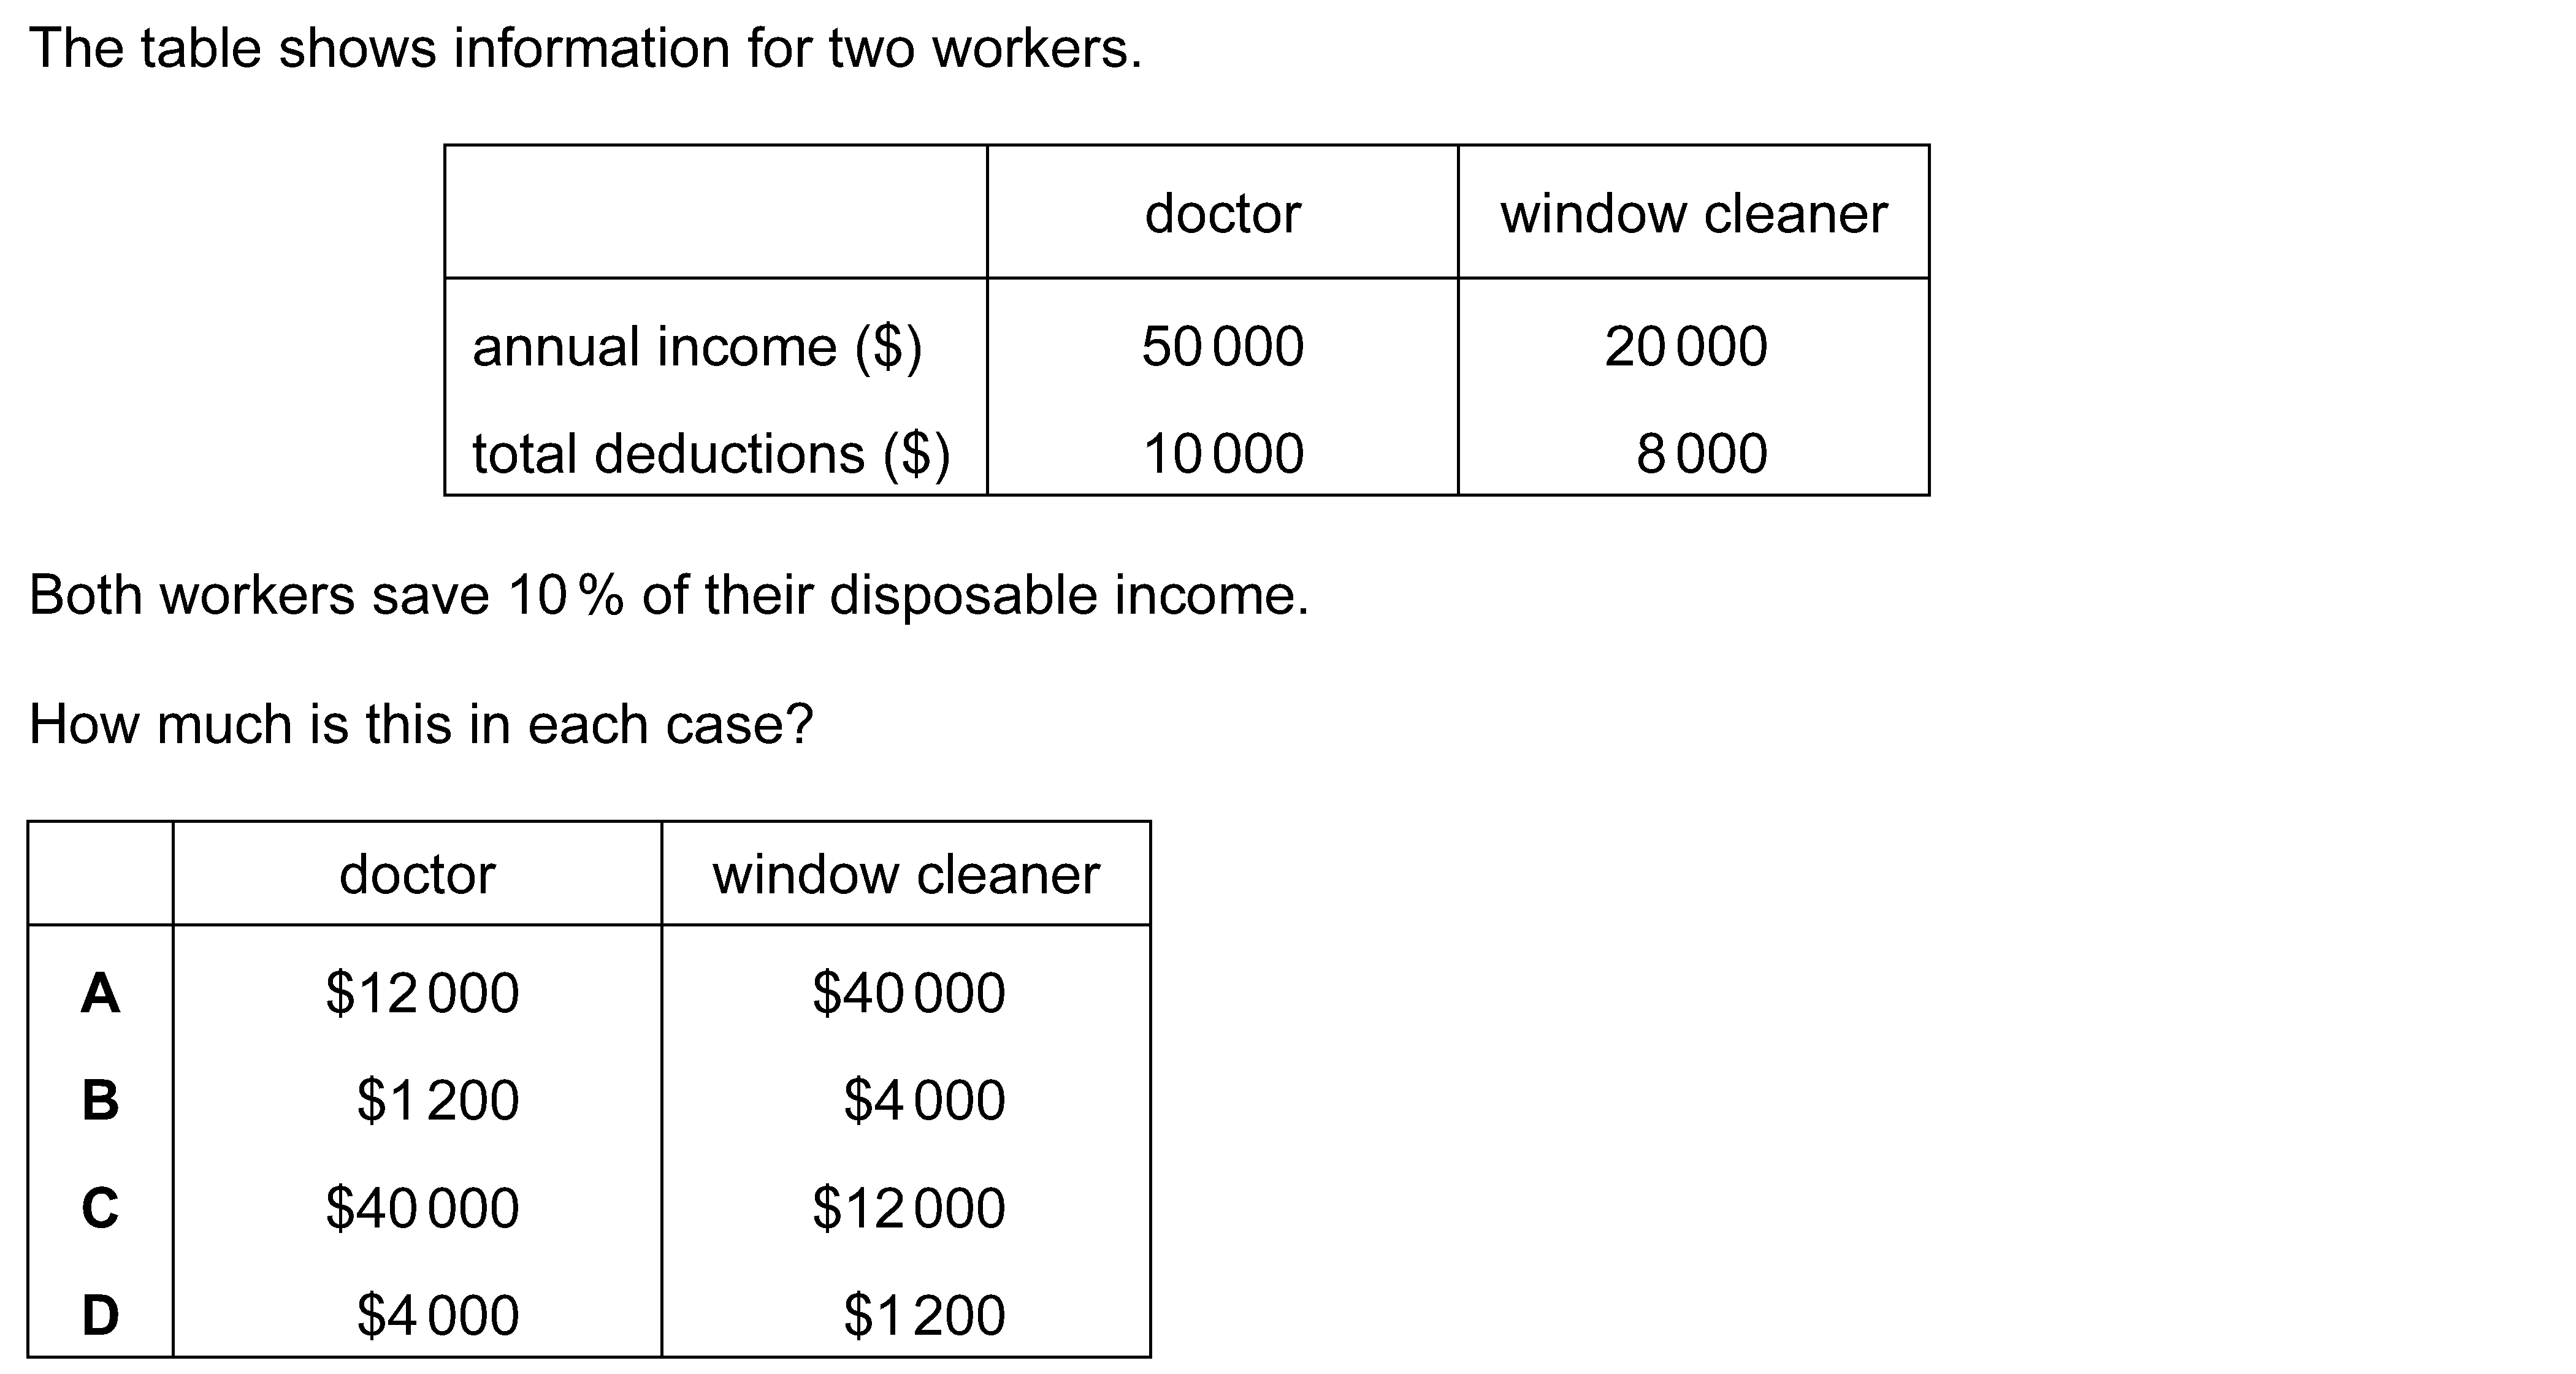 The table shows information for two workers.
doctor window cleaner
annual income ($) 50 000 20 000
total deductions ($) 10 000 8 000
Both workers save 10 % of their disposable income.
How much is this in each case?
doctor window cleaner
A $12 000 $40 000
B $1 200 $4 000
C $40 000 $12 000
D $4 000 $1 200